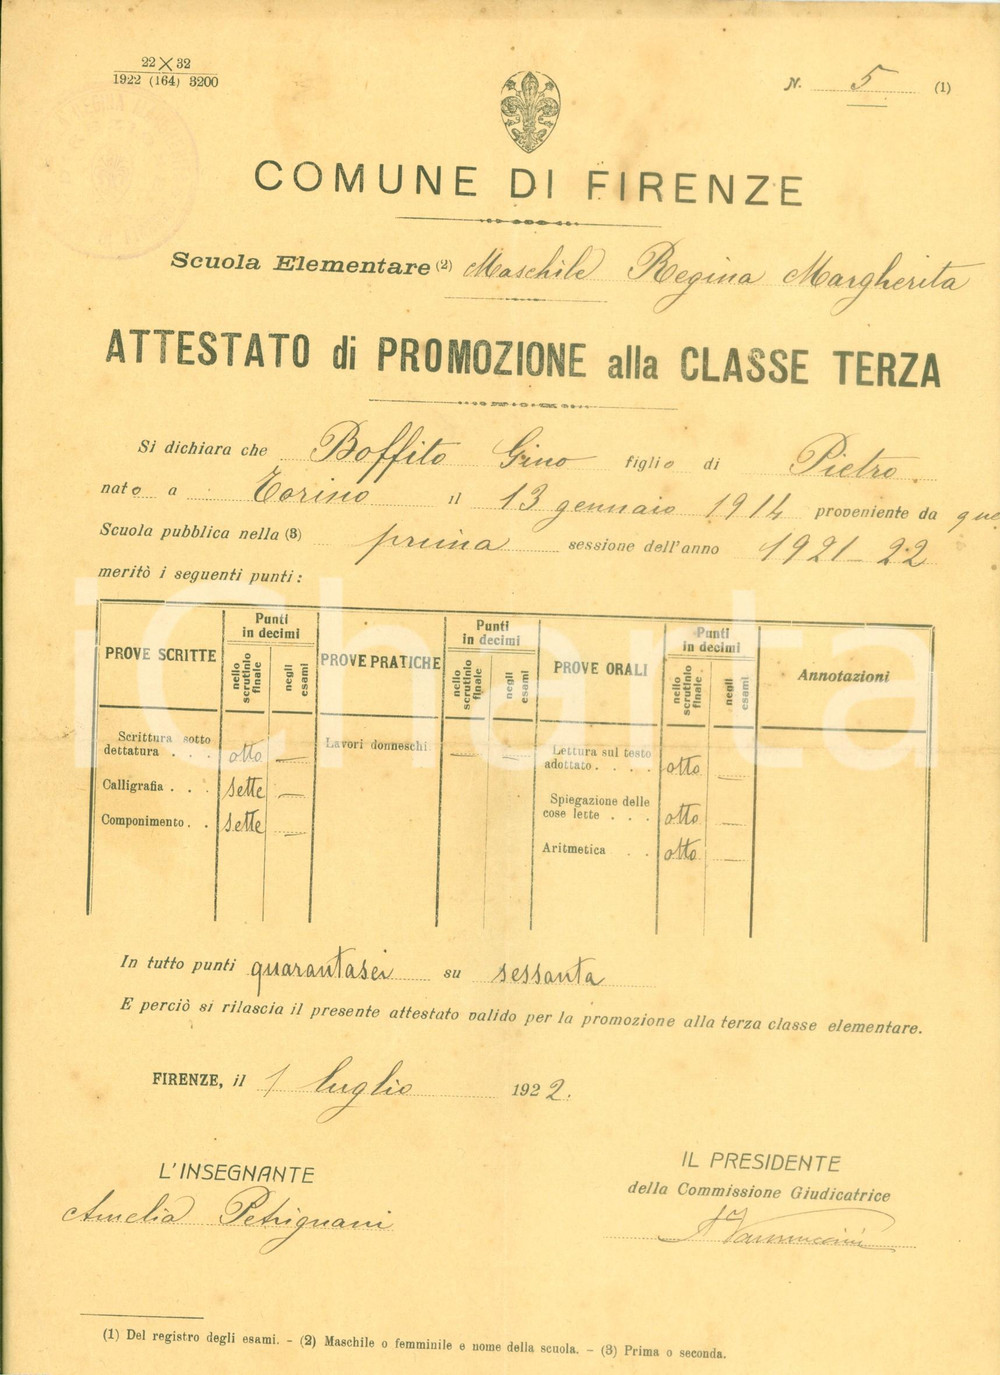 22 X 32
1922 (164) 3200
N. 5 (1)
COMUNE DI FIRENZE
Scuola Elementare (2) Maschile Regina Margherita
ATTESTATO di PROMOZIONE alla CLASSE TERZA
Si dichiara che Boffito Gino figlio di Pietro
nato a Torino il 13 gennaio 1914 proveniente da que
Scuola pubblica nella (3) prima sessione dell'anno 1921-22
meritò i seguenti punti:
PROVE SCRITTE
Punti in decimi
nello scrutinio finale
negli esami
PROVE PRATICHE
Punti in decimi
nello scrutinio finale
negli esami
PROVE ORALI
Punti in decimi
nello scrutinio finale
negli esami
Annotazioni
Scrittura sotto
dettatura . . . otto —
Calligrafia . . . sette —
Componimento . . sette —
Lavori donneschi — —
Lettura sul testo
adottato . . . . otto —
Spiegazione delle
cose lette . . . otto —
Aritmetica . . otto —
iCharta
In tutto punti quarantasei su sessanta
E perciò si rilascia il presente attestato valido per la promozione alla terza classe elementare.
FIRENZE, il 1 luglio 1922.
L'INSEGNANTE
Amelia Petrignani
IL PRESIDENTE
della Commissione Giudicatrice
(1) Del registro degli esami. - (2) Maschile o femminile e nome della scuola. - (3) Prima o seconda.